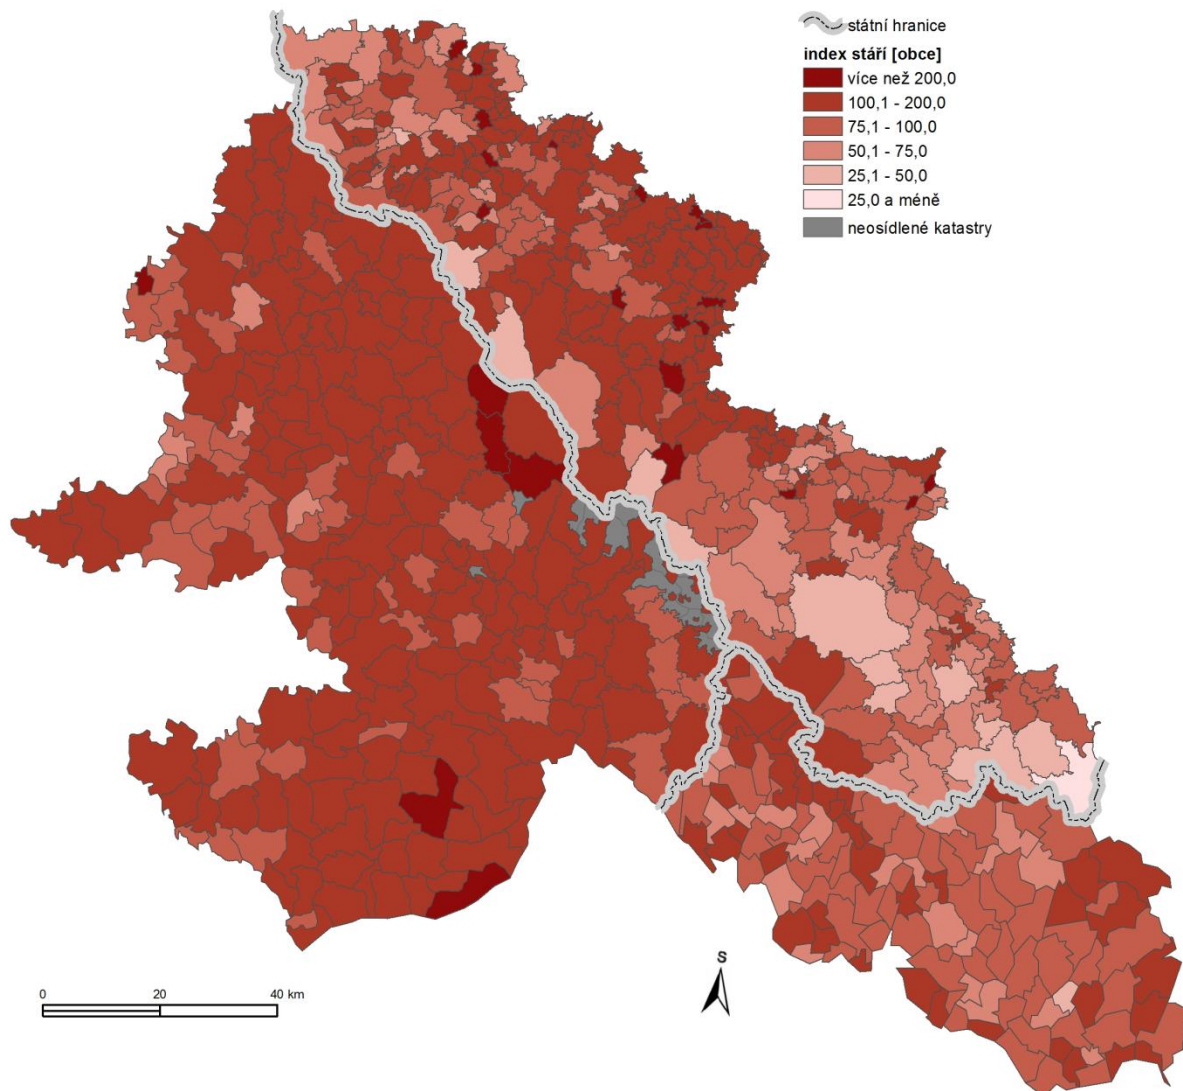 státní hranice
index stáří [obce]
více než 200,0
100,1 - 200,0
75,1 - 100,0
50,1 - 75,0
25,1 - 50,0
25,0 a méně
neosídlené katastry
S
0 20 40 km